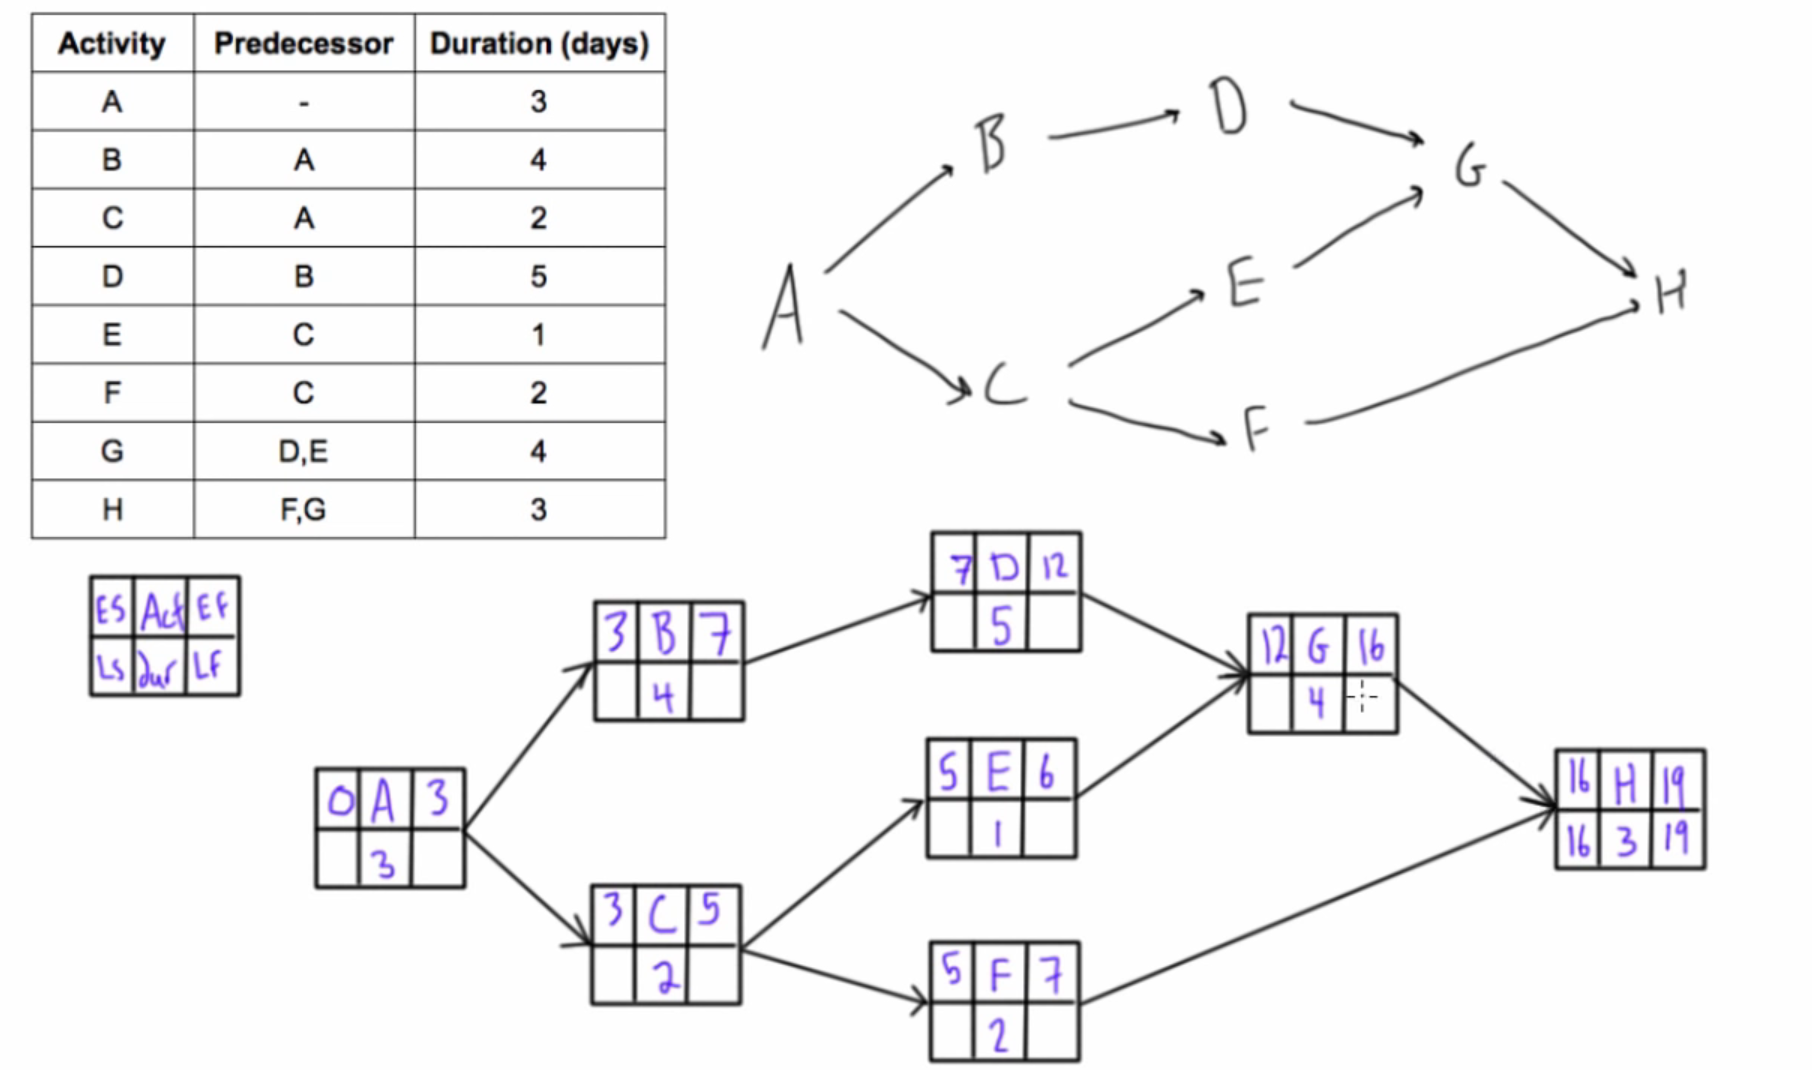 Activity Predecessor Duration (days)
A - 3
B A 4
C A 2
D B 5
E C 1
F C 2
G D,E 4
H F,G 3
B
D
G
A
E
H
C
F
ES Act EF
LS dur LF
7 D 12
5
3 B 7
4
12 G 16
4
5 E 6
1
0 A 3
3
16 H 19
16 3 19
3 C 5
2
5 F 7
2